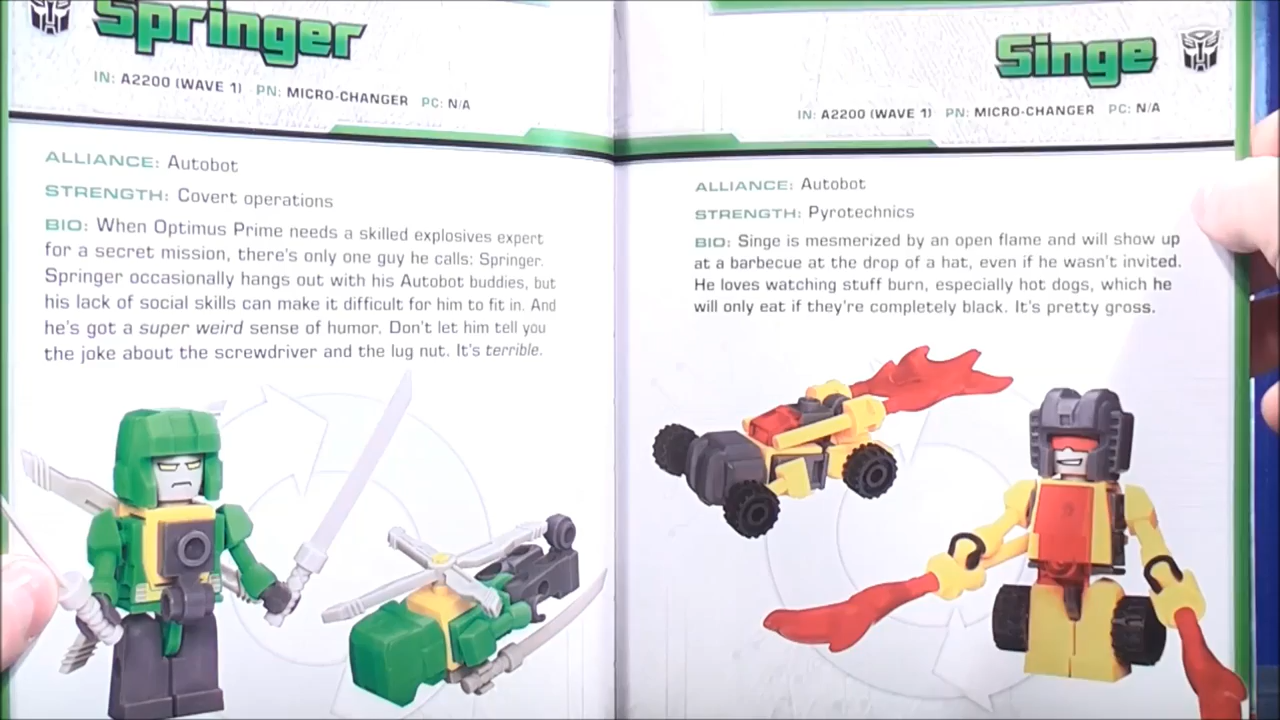 Springer
IN: A2200 (WAVE 1) PN: MICRO-CHANGER PC: N/A
ALLIANCE: Autobot
STRENGTH: Covert operations
BIO: When Optimus Prime needs a skilled explosives expert
for a secret mission, there's only one guy he calls: Springer.
Springer occasionally hangs out with his Autobot buddies, but
his lack of social skills can make it difficult for him to fit in. And
he's got a super weird sense of humor. Don't let him tell you
the joke about the screwdriver and the lug nut. It's terrible.
Singe
IN: A2200 (WAVE 1) PN: MICRO-CHANGER PC: N/A
ALLIANCE: Autobot
STRENGTH: Pyrotechnics
BIO: Singe is mesmerized by an open flame and will show up
at a barbecue at the drop of a hat, even if he wasn't invited.
He loves watching stuff burn, especially hot dogs, which he
will only eat if they're completely black. It's pretty gross.